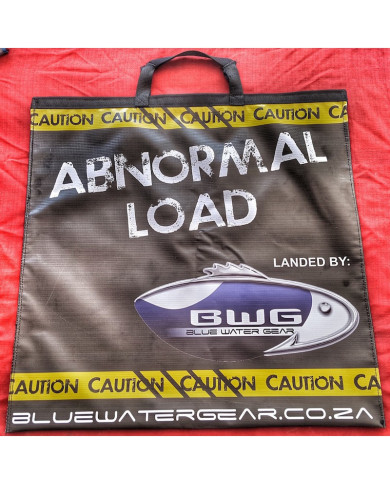 CAUTION CAUTION CAUTION CAUTION CA
ABNORMAL
LOAD
LANDED BY:
BWG
BLUE WATER GEAR
CAUTION CAUTION CAUTION CAUTION CA
BLUEWATERGEAR.CO.ZA